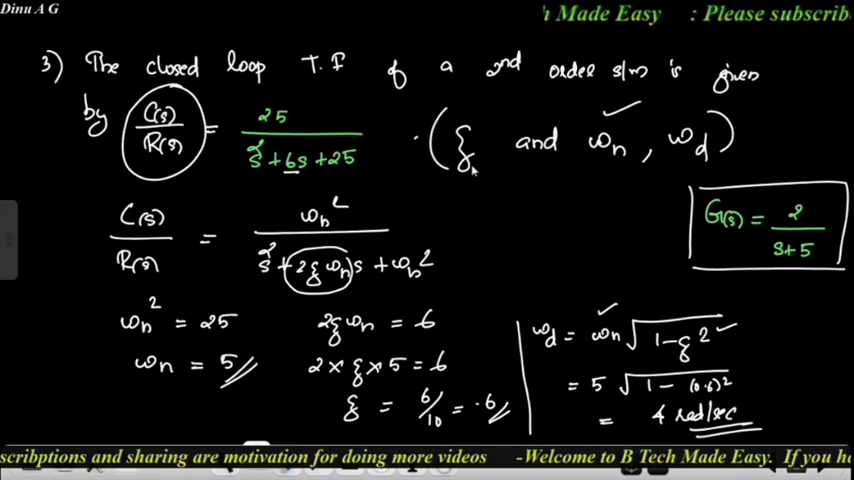 Dinu A G
h Made Easy : Please subscrib
3) The closed loop T.F of a 2nd order s/m is given
by C(s)/R(s) = 25/(s²+6s+25) . (ξ and ωn, ωd)
G(s) = 2/(s+5)
C(s)/R(s) = ωn²/(s²+2ξωns+ωn²)
ωn² = 25
ωn = 5
2ξωn = 6
2×ξ×5=6
ξ = 6/10 = .6
ωd = ωn√(1-ξ²)
= 5√(1-(0.6)²)
= 4 rad/sec
scribptions and sharing are motivation for doing more videos -Welcome to B Tech Made Easy. If you ha